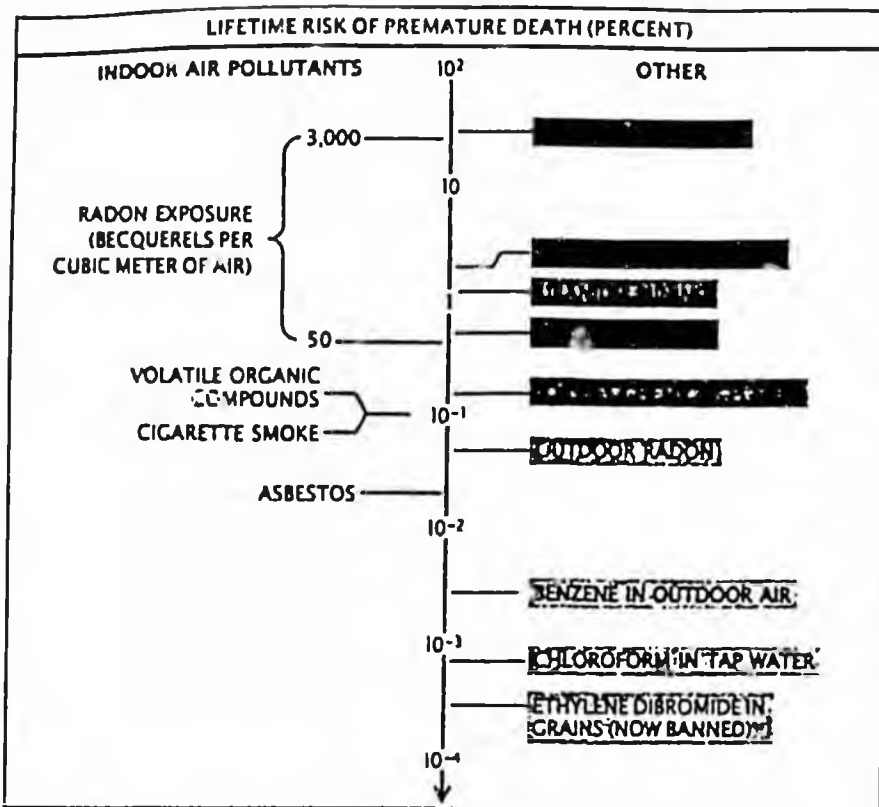 LIFETIME RISK OF PREMATURE DEATH (PERCENT)
INDOOR AIR POLLUTANTS
10²
OTHER
3,000
10
RADON EXPOSURE
(BECQUERELS PER
CUBIC METER OF AIR)
1
50
VOLATILE ORGANIC
COMPOUNDS
10-1
CIGARETTE SMOKE
OUTDOOR RADON
ASBESTOS
10-2
BENZENE IN OUTDOOR AIR
10-3
CHLOROFORM IN TAP WATER
ETHYLENE DIBROMIDE IN
GRAINS (NOW BANNED)
10-4